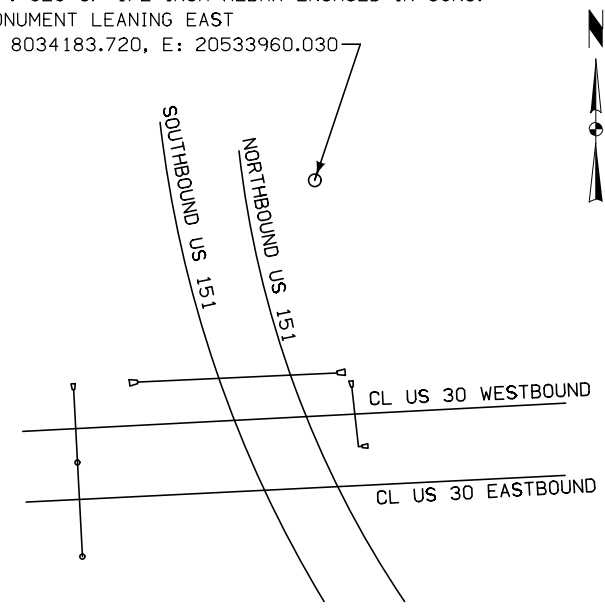 MONUMENT LEANING EAST
8034183.720, E: 20533960.030
N
SOUTHBOUND US 151
NORTHBOUND US 151
CL US 30 WESTBOUND
CL US 30 EASTBOUND